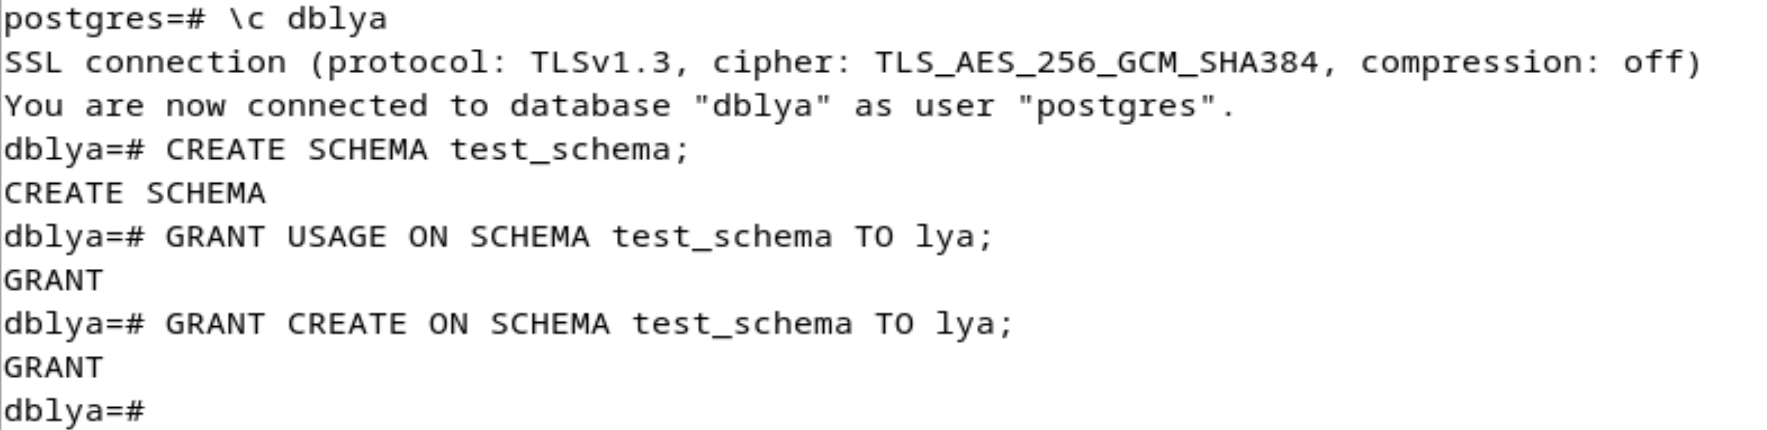 postgres=# \c dblya
SSL connection (protocol: TLSv1.3, cipher: TLS_AES_256_GCM_SHA384, compression: off)
You are now connected to database "dblya" as user "postgres".
dblya=# CREATE SCHEMA test_schema;
CREATE SCHEMA
dblya=# GRANT USAGE ON SCHEMA test_schema TO lya;
GRANT
dblya=# GRANT CREATE ON SCHEMA test_schema TO lya;
GRANT
dblya=#